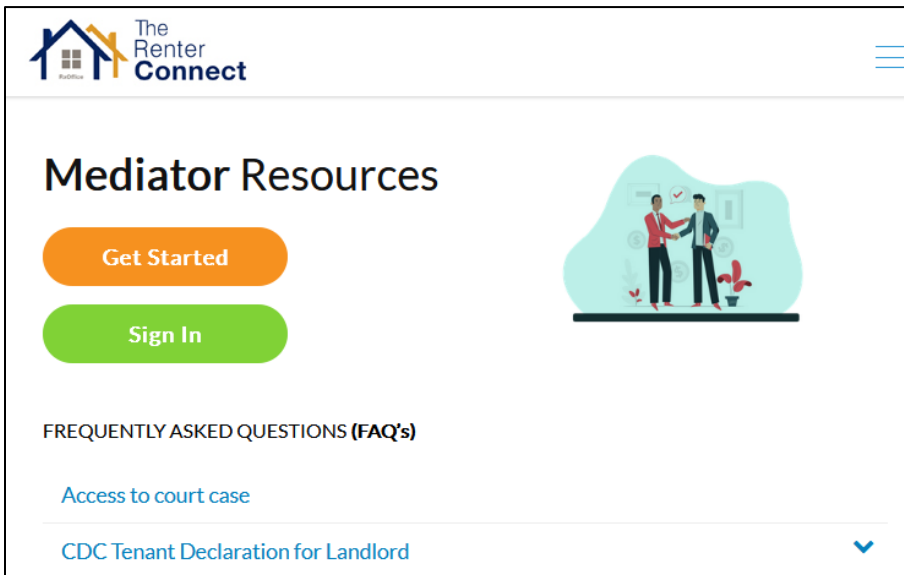 The
Renter
Connect
RxOffice
Mediator Resources
Get Started
Sign In
FREQUENTLY ASKED QUESTIONS (FAQ's)
Access to court case
CDC Tenant Declaration for Landlord